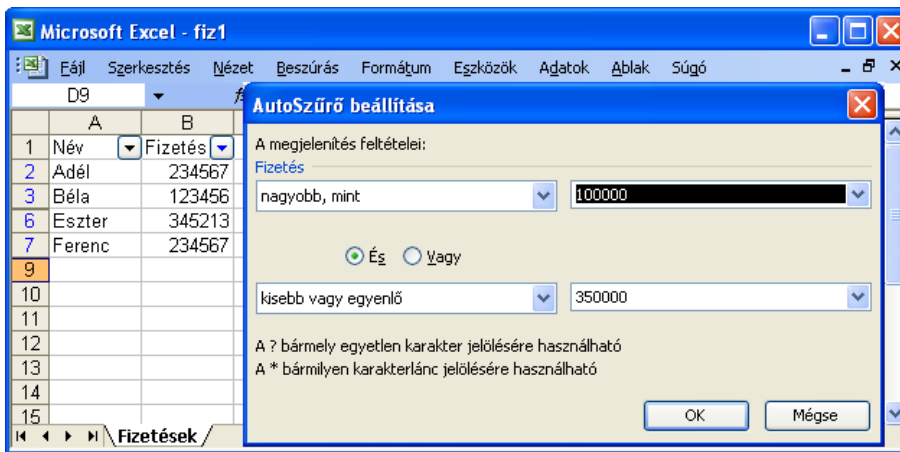 Microsoft Excel - fiz1
Fájl Szerkesztés Nézet Beszúrás Formátum Eszközök Adatok Ablak Súgó
D9
A B
1 Név Fizetés
2 Adél 234567
3 Béla 123456
6 Eszter 345213
7 Ferenc 234567
9
10
11
12
13
14
15
Fizetések
AutoSzűrő beállítása
A megjelenítés feltételei:
Fizetés
nagyobb, mint 100000
És Vagy
kisebb vagy egyenlő 350000
A ? bármely egyetlen karakter jelölésére használható
A * bármilyen karakterlánc jelölésére használható
OK Mégse